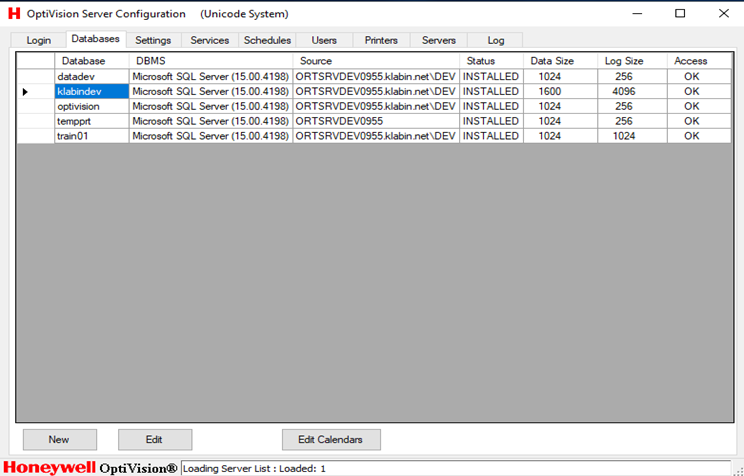 H OptiVision Server Configuration (Unicode System)
Login Databases Settings Services Schedules Users Printers Servers Log
Database DBMS Source Status Data Size Log Size Access
datadev Microsoft SQL Server (15.00.4198) ORTSRVDEV0955.klabin.net\DEV INSTALLED 1024 256 OK
klabindev Microsoft SQL Server (15.00.4198) ORTSRVDEV0955.klabin.net\DEV INSTALLED 1600 4096 OK
optivision Microsoft SQL Server (15.00.4198) ORTSRVDEV0955.klabin.net\DEV INSTALLED 1024 256 OK
tempprt Microsoft SQL Server (15.00.4198) ORTSRVDEV0955 INSTALLED 1024 256 OK
train01 Microsoft SQL Server (15.00.4198) ORTSRVDEV0955.klabin.net\DEV INSTALLED 1024 1024 OK
New Edit Edit Calendars
Honeywell OptiVision® Loading Server List : Loaded: 1